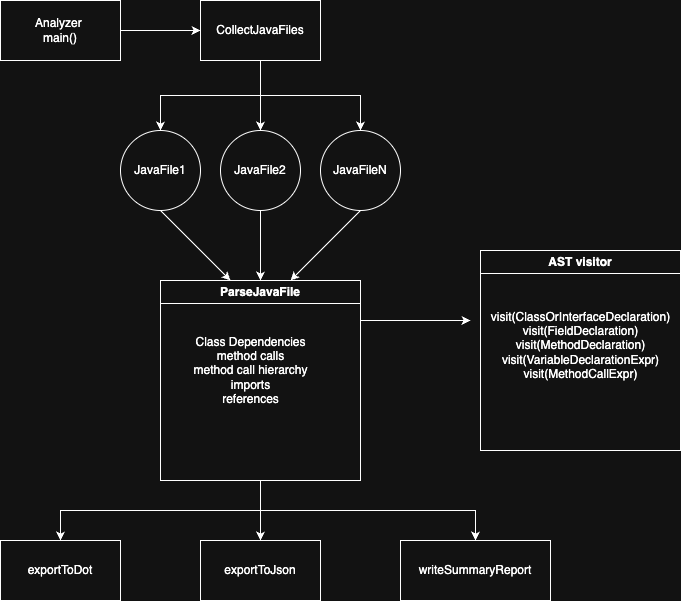 Analyzer
main()
CollectJavaFiles
JavaFile1
JavaFile2
JavaFileN
ParseJavaFile
Class Dependencies
method calls
method call hierarchy
imports
references
AST visitor
visit(ClassOrInterfaceDeclaration)
visit(FieldDeclaration)
visit(MethodDeclaration)
visit(VariableDeclarationExpr)
visit(MethodCallExpr)
exportToDot
exportToJson
writeSummaryReport